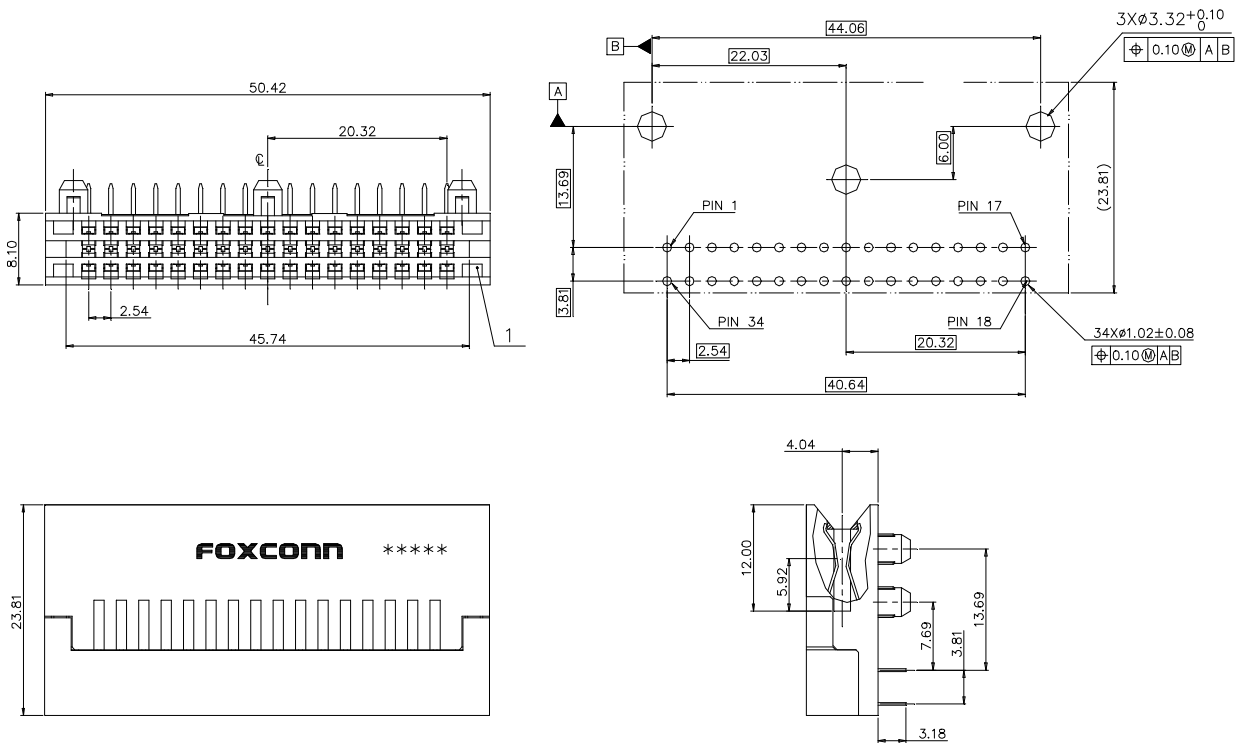 50.42
20.32
℄
8.10
2.54
45.74
1
44.06
B
22.03
3Xø3.32+0.10 0
⌖ 0.10 Ⓜ A B
A
6.00
13.69
(23.81)
PIN 1
PIN 17
3.81
PIN 34
PIN 18
34Xø1.02±0.08
⌖ 0.10 Ⓜ A B
2.54
20.32
40.64
FOXCONN *****
23.81
4.04
12.00
5.92
13.69
7.69
3.81
3.18